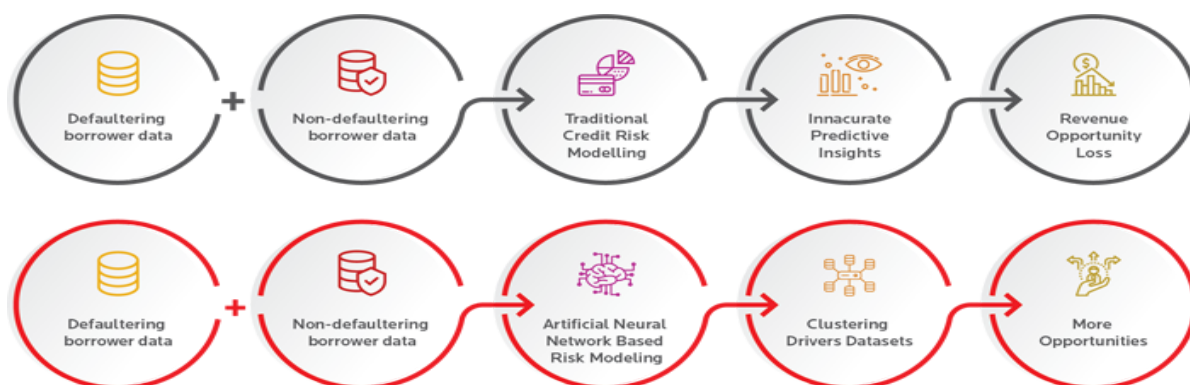 Defaultering
borrower data
+
Non-defaultering
borrower data
Traditional
Credit Risk
Modelling
Innacurate
Predictive
Insights
$
Revenue
Opportunity
Loss
Defaultering
borrower data
+
Non-defaultering
borrower data
Artificial Neural
Network Based
Risk Modeling
Clustering
Drivers Datasets
More
Opportunities